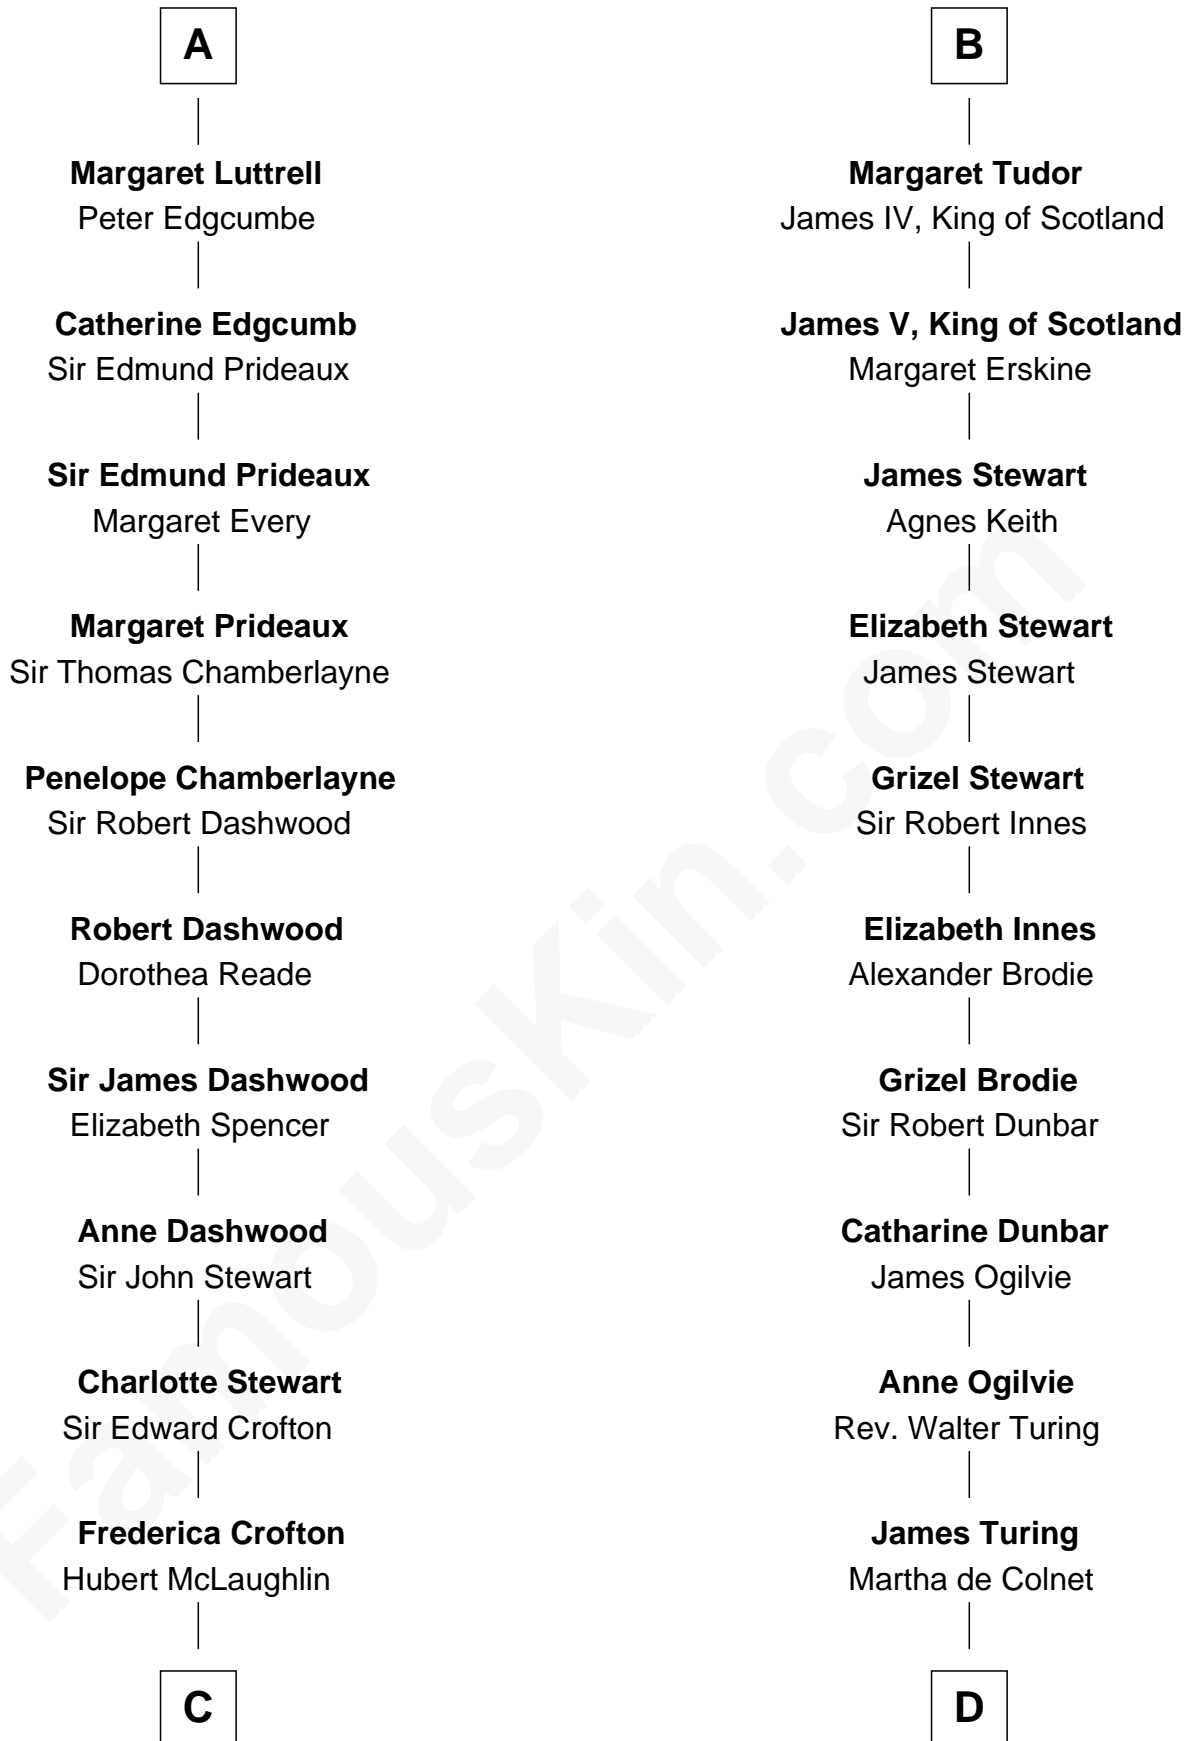 A
Margaret Luttrell
Peter Edgcumbe
Catherine Edgcumb
Sir Edmund Prideaux
Sir Edmund Prideaux
Margaret Every
Margaret Prideaux
Sir Thomas Chamberlayne
Penelope Chamberlayne
Sir Robert Dashwood
Robert Dashwood
Dorothea Reade
Sir James Dashwood
Elizabeth Spencer
Anne Dashwood
Sir John Stewart
Charlotte Stewart
Sir Edward Crofton
Frederica Crofton
Hubert McLaughlin
C
B
Margaret Tudor
James IV, King of Scotland
James V, King of Scotland
Margaret Erskine
James Stewart
Agnes Keith
Elizabeth Stewart
James Stewart
Grizel Stewart
Sir Robert Innes
Elizabeth Innes
Alexander Brodie
Grizel Brodie
Sir Robert Dunbar
Catharine Dunbar
James Ogilvie
Anne Ogilvie
Rev. Walter Turing
James Turing
Martha de Colnet
D
FamousKin.com